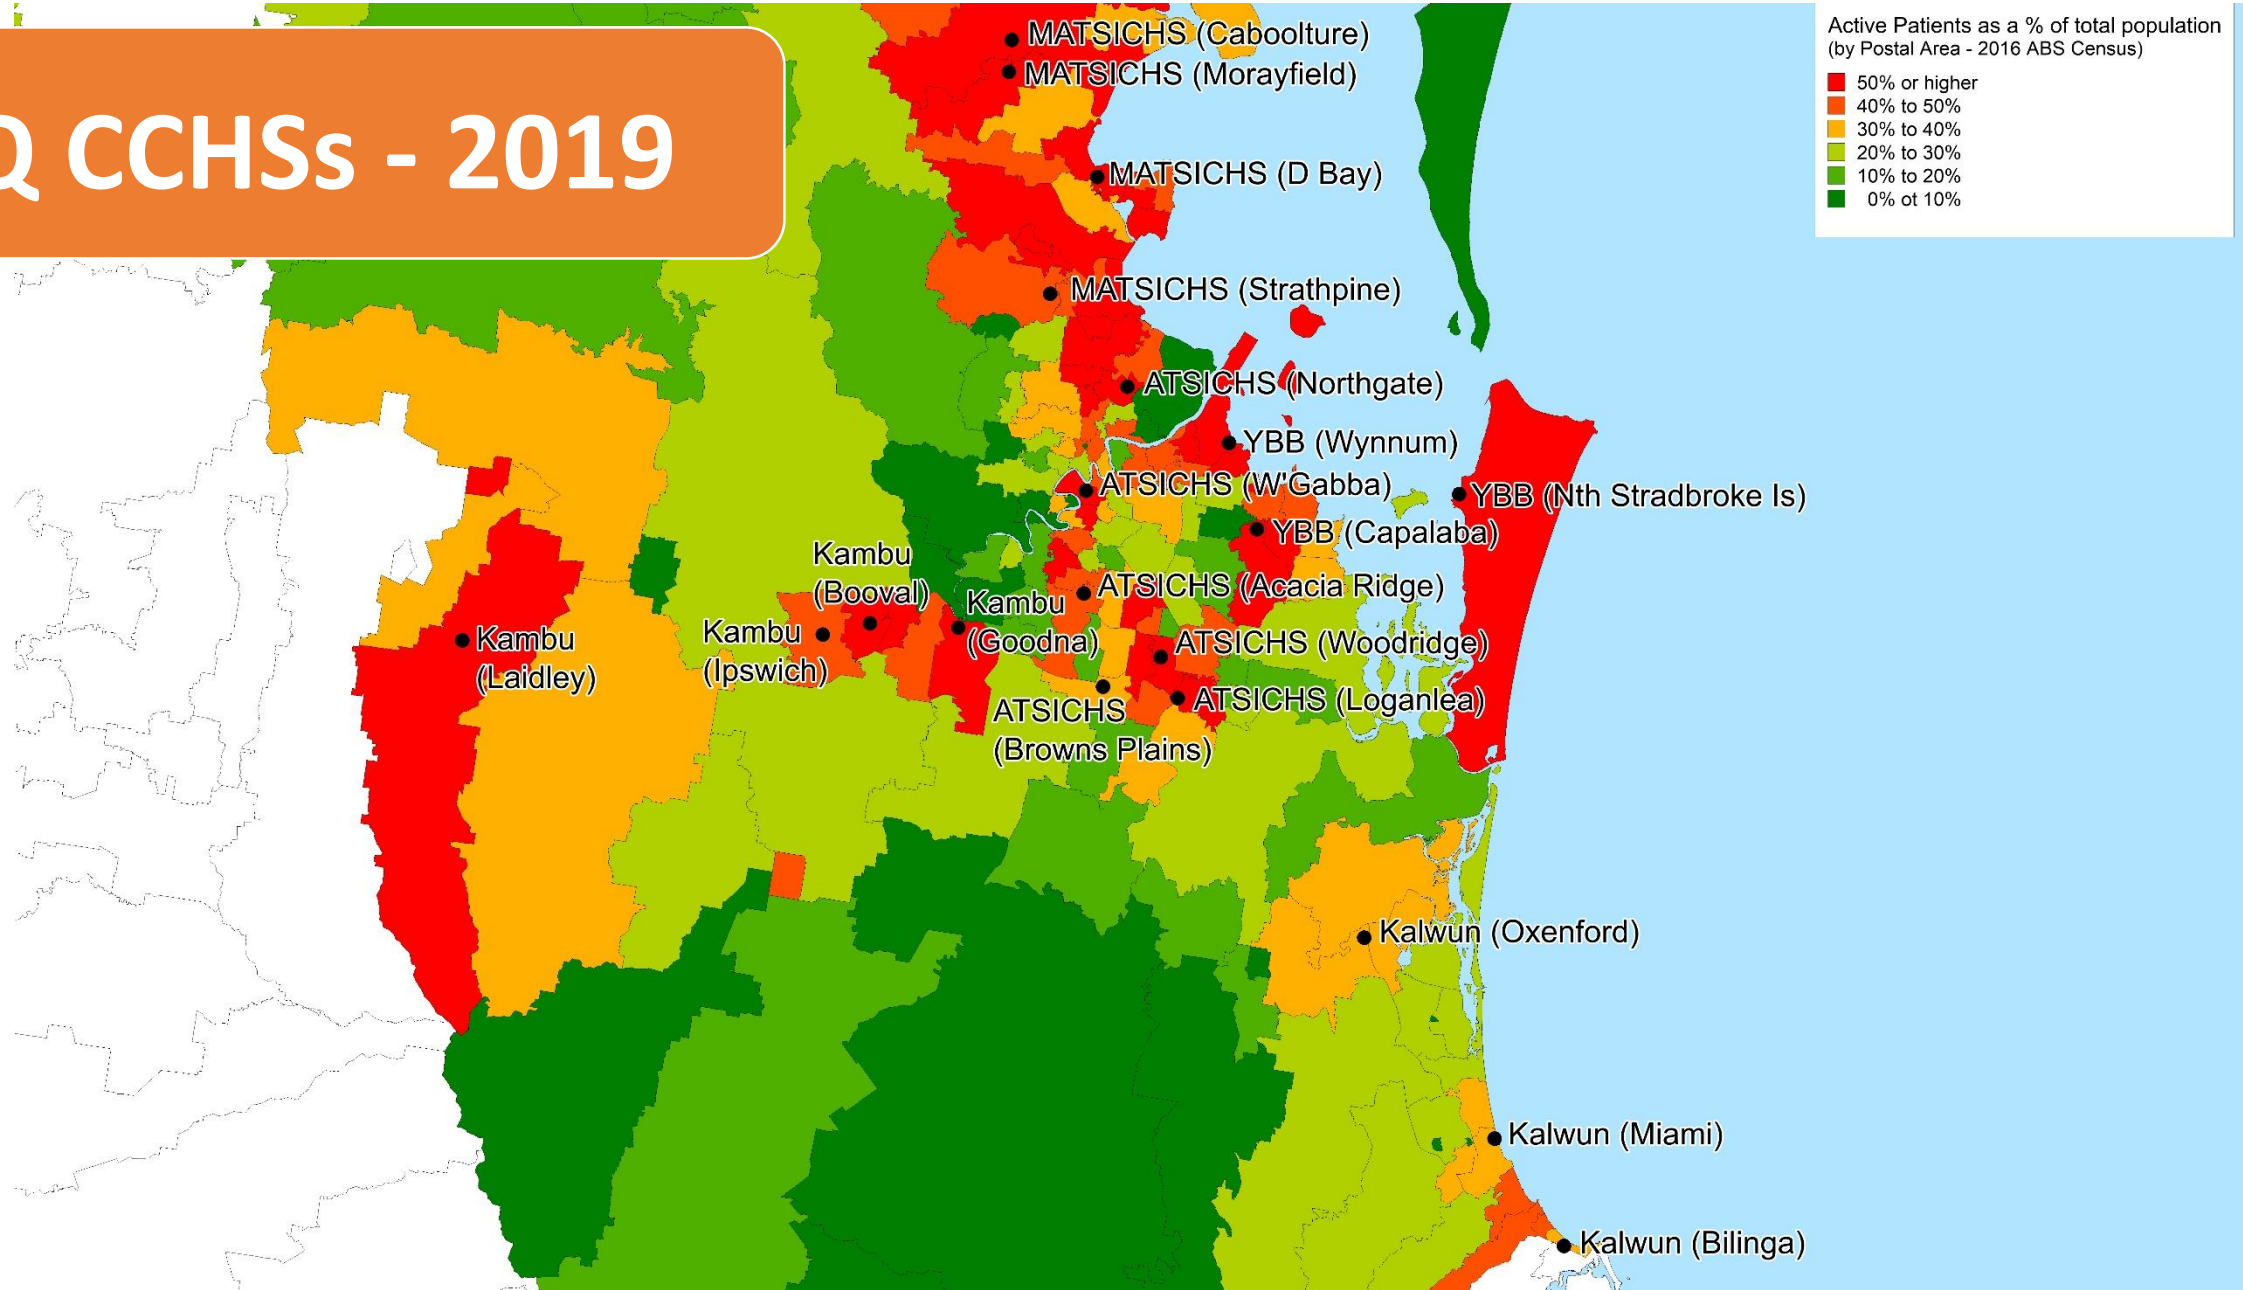 Q CCHSs - 2019
Active Patients as a % of total population
(by Postal Area - 2016 ABS Census)
50% or higher
40% to 50%
30% to 40%
20% to 30%
10% to 20%
0% ot 10%
MATSICHS (Caboolture)
MATSICHS (Morayfield)
MATSICHS (D Bay)
MATSICHS (Strathpine)
ATSICHS (Northgate)
YBB (Wynnum)
ATSICHS (W'Gabba)
YBB (Nth Stradbroke Is)
YBB (Capalaba)
Kambu
(Booval)
ATSICHS (Acacia Ridge)
Kambu
(Goodna)
Kambu
(Ipswich)
Kambu
(Laidley)
ATSICHS (Woodridge)
ATSICHS (Loganlea)
ATSICHS
(Browns Plains)
Kalwun (Oxenford)
Kalwun (Miami)
Kalwun (Bilinga)